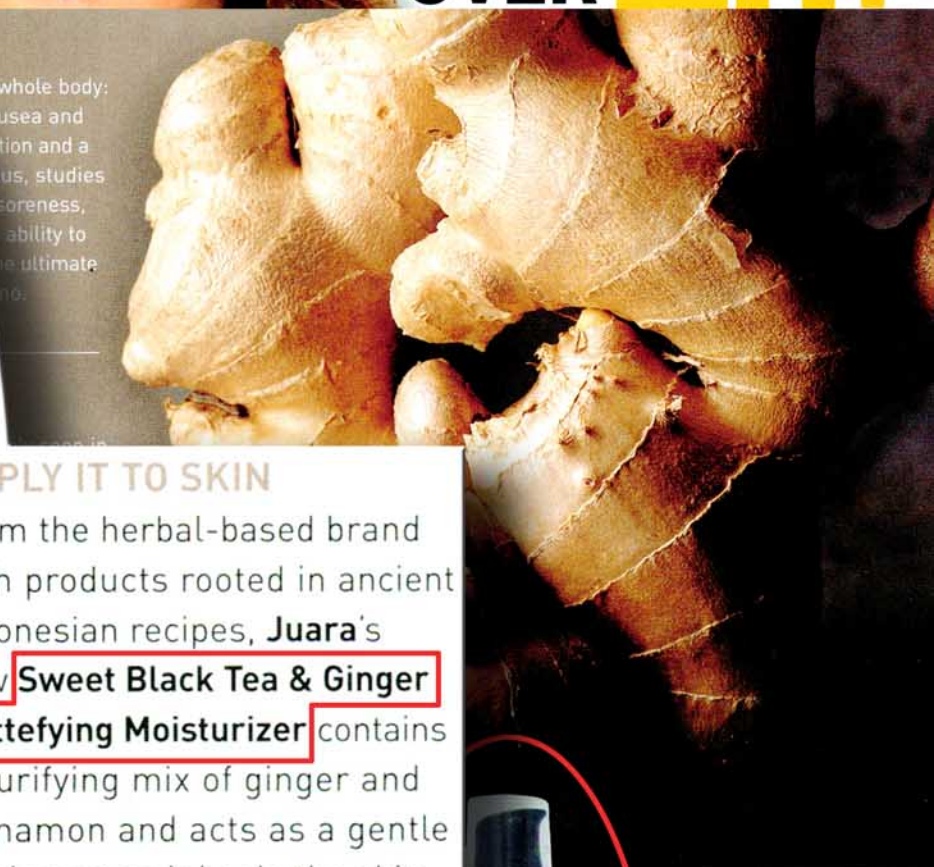 OVER
whole body:
usea and
tion and a
us, studies
soreness,
ability to
e ultimate
no.
PLY IT TO SKIN
m the herbal-based brand
n products rooted in ancient
onesian recipes, Juara's
w Sweet Black Tea & Ginger
ttefying Moisturizer contains
urifying mix of ginger and
namon and acts as a gentle